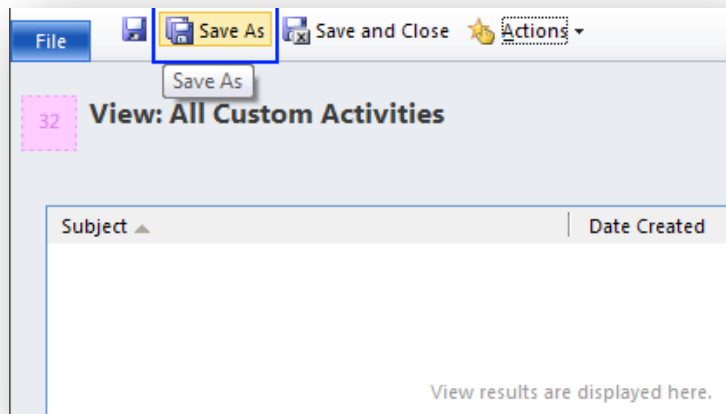 File Save As Save and Close Actions
Save As
32 View: All Custom Activities
Subject Date Created
View results are displayed here.